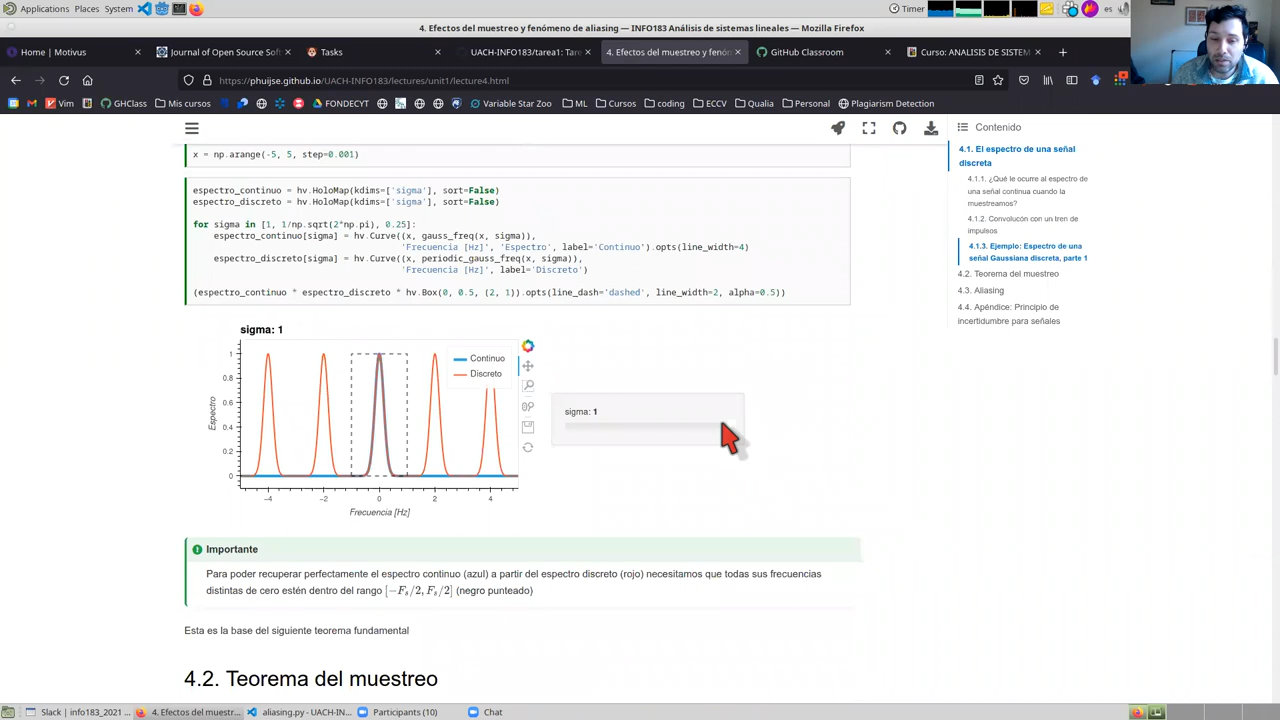 Applications Places System
Timer
es
4. Efectos del muestreo y fenómeno de aliasing — INFO183 Análisis de sistemas lineales — Mozilla Firefox
Home | Motivus
Journal of Open Source Sof
Tasks
UACH-INFO183/area1: Tare
4. Efectos del muestreo y fenó
GitHub Classroom
Curso: ANALISIS DE SISTEM
https://phuijse.github.io/UACH-INFO183/lectures/unit1/lecture4.html
Vim
GHClass
Mis cursos
FONDECYT
Variable Star Zoo
ML
Cursos
coding
ECCV
Qualia
Personal
Plagiarism Detection
x = np.arange(-5, 5, step=0.001)
espectro_continuo = hv.HoloMap(kdims=['sigma'], sort=False)
espectro_discreto = hv.HoloMap(kdims=['sigma'], sort=False)
for sigma in [1, 1/np.sqrt(2*np.pi), 0.25]:
espectro_continuo[sigma] = hv.Curve((x, gauss_freq(x, sigma)),
'Frecuencia [Hz]', 'Espectro', label='Continuo').opts(line_width=4)
espectro_discreto[sigma] = hv.Curve((x, periodic_gauss_freq(x, sigma)),
'Frecuencia [Hz]', label='Discreto')
(espectro_continuo * espectro_discreto * hv.Box(0, 0.5, (2, 1)).opts(line_dash='dashed', line_width=2, alpha=0.5))
sigma: 1
1
0.8
0.6
0.4
0.2
0
Espectro
−4
−2
0
2
4
Frecuencia [Hz]
Continuo
Discreto
sigma: 1
Importante
Para poder recuperar perfectamente el espectro continuo (azul) a partir del espectro discreto (rojo) necesitamos que todas sus frecuencias
distintas de cero estén dentro del rango [−Fs/2, Fs/2] (negro punteado)
Esta es la base del siguiente teorema fundamental
4.2. Teorema del muestreo
Contenido
4.1. El espectro de una señal
discreta
4.1.1. ¿Qué le ocurre al espectro de
una señal continua cuando la
muestreamos?
4.1.2. Convolucón con un tren de
impulsos
4.1.3. Ejemplo: Espectro de una
señal Gaussiana discreta, parte 1
4.2. Teorema del muestreo
4.3. Aliasing
4.4. Apéndice: Principio de
incertidumbre para señales
Slack | info183_2021 ...
4. Efectos del muestr...
aliasing.py - UACH-IN...
Participants (10)
Chat